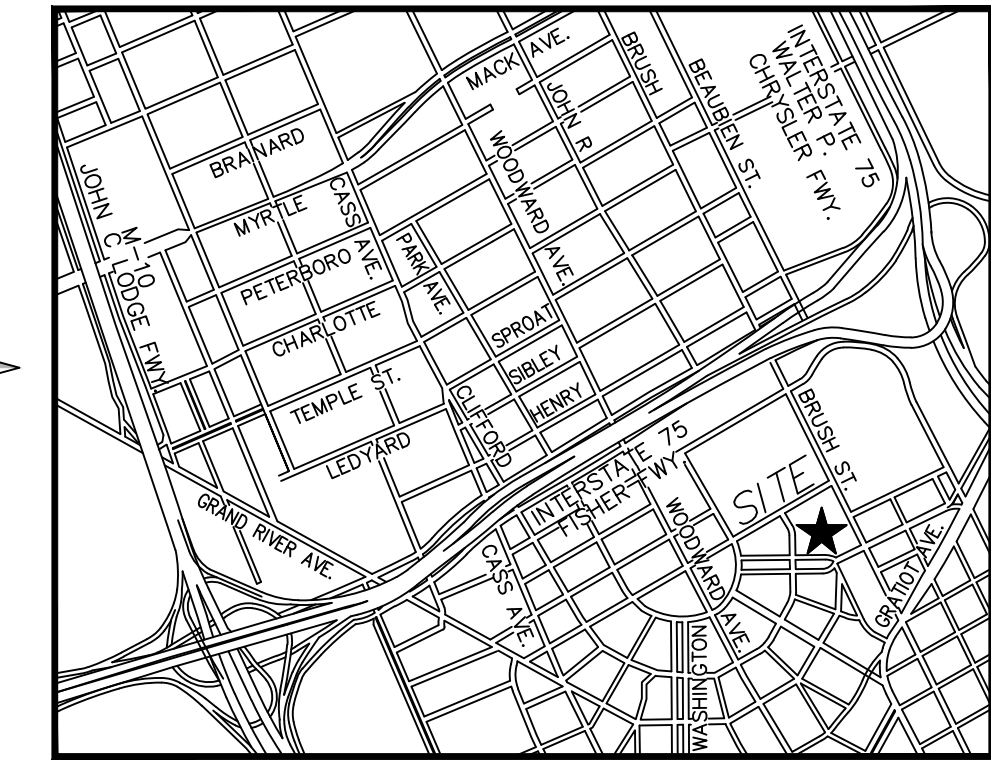 MACK AVE.
BRUSH
BEAUBIEN ST.
INTERSTATE 75
WALTER P.
CHRYSLER FWY.
JOHN R
WOODWARD AVE.
BRAINARD
MYRTLE
CASS AVE.
PARK AVE.
PETERBORO
CHARLOTTE
TEMPLE ST.
LEDYARD
SPROAT
SIBLEY
HENRY
CLIFFORD
M-10
JOHN C LODGE FWY.
GRAND RIVER AVE.
INTERSTATE 75
FISHER FWY.
SITE
BRUSH ST.
WOODWARD AVE.
CASS AVE.
WASHINGTON
GRATIOT AVE.